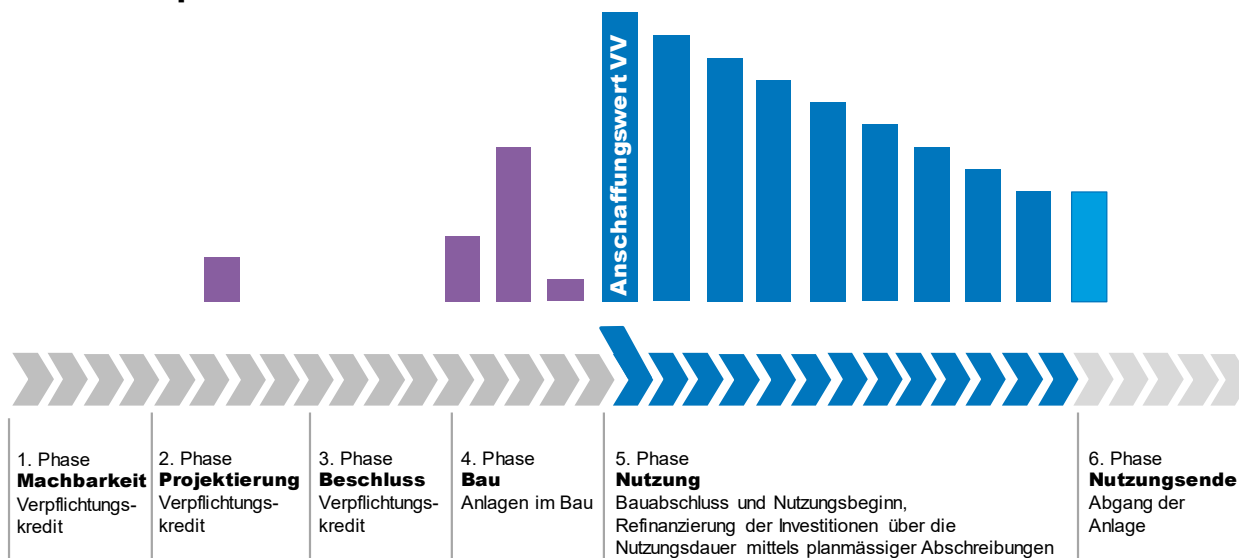 Anschaffungswert VV
1. Phase
Machbarkeit
Verpflichtungs-
kredit
2. Phase
Projektierung
Verpflichtungs-
kredit
3. Phase
Beschluss
Verpflichtungs-
kredit
4. Phase
Bau
Anlagen im Bau
5. Phase
Nutzung
Bauabschluss und Nutzungsbeginn,
Refinanzierung der Investitionen über die
Nutzungsdauer mittels planmässiger Abschreibungen
6. Phase
Nutzungsende
Abgang der
Anlage